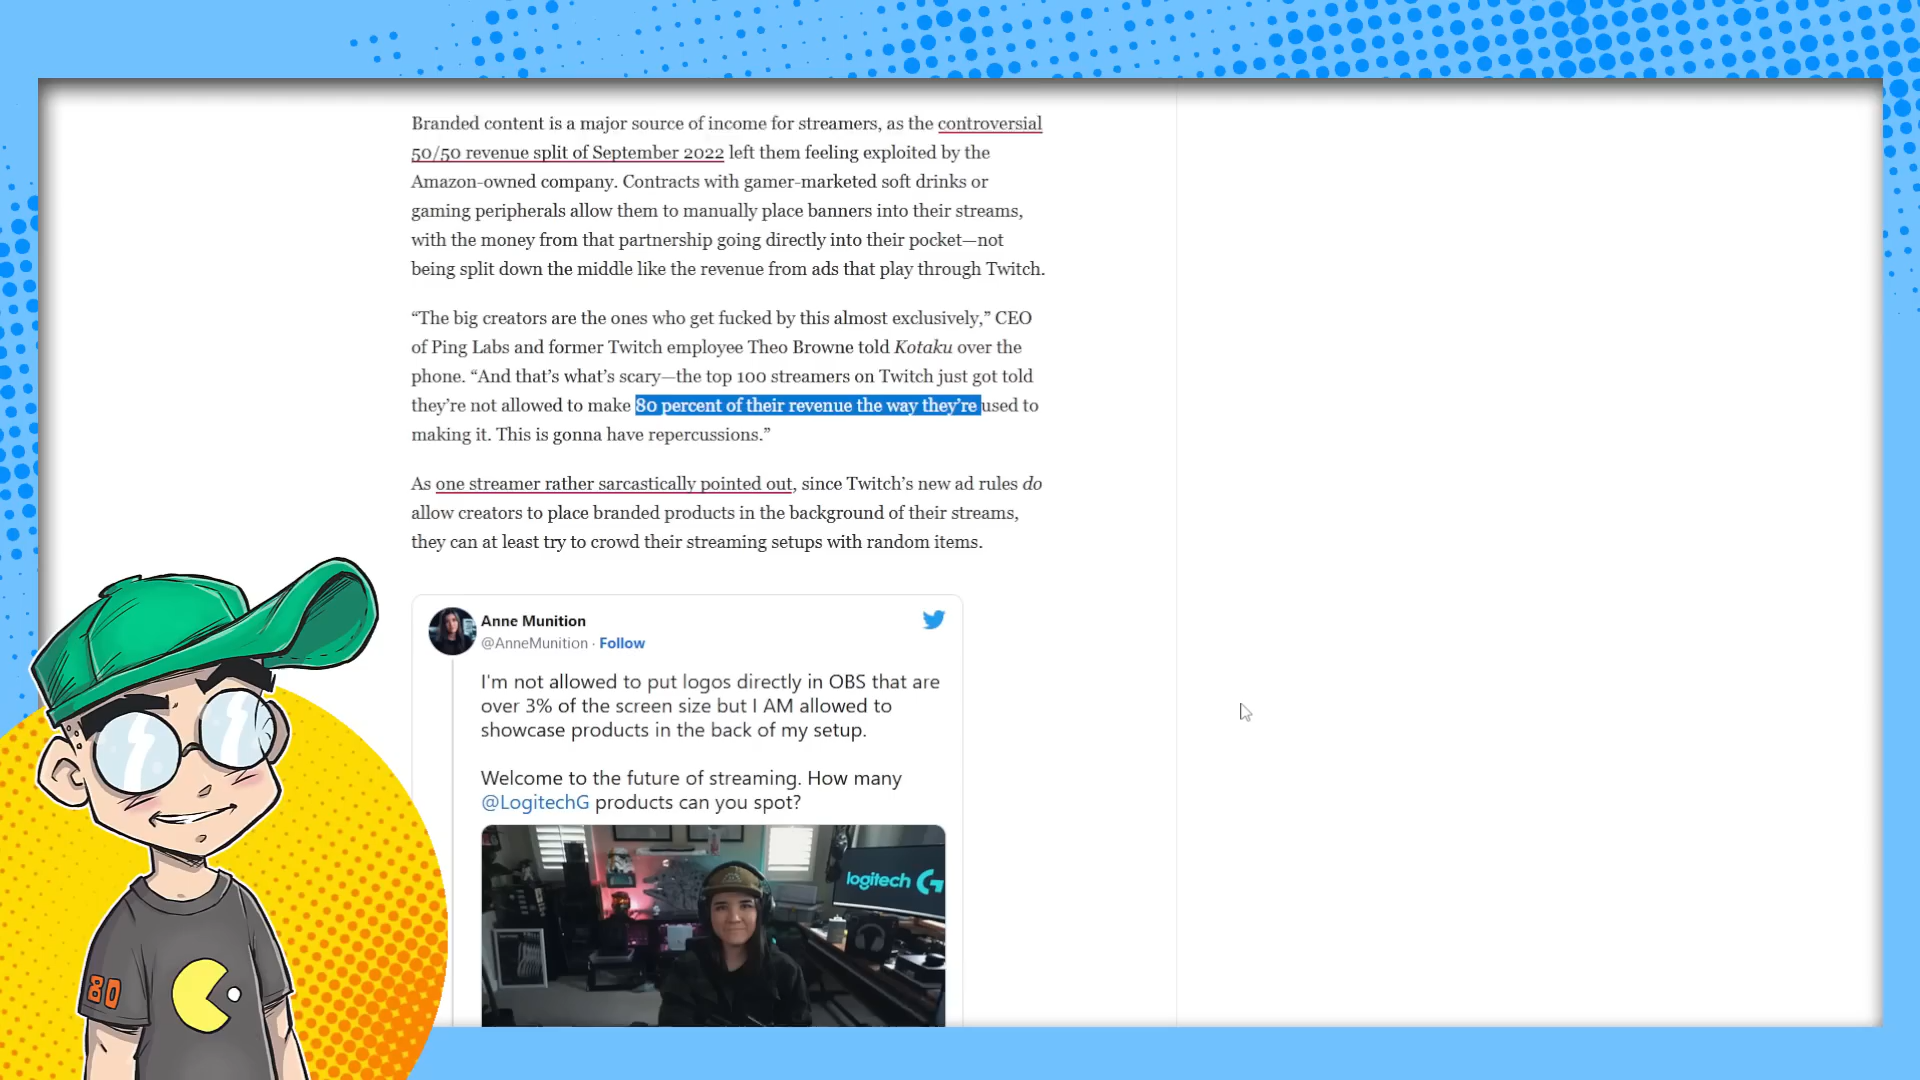 Branded content is a major source of income for streamers, as the controversial
50/50 revenue split of September 2022 left them feeling exploited by the
Amazon-owned company. Contracts with gamer-marketed soft drinks or
gaming peripherals allow them to manually place banners into their streams,
with the money from that partnership going directly into their pocket—not
being split down the middle like the revenue from ads that play through Twitch.
“The big creators are the ones who get fucked by this almost exclusively,” CEO
of Ping Labs and former Twitch employee Theo Browne told Kotaku over the
phone. “And that’s what’s scary—the top 100 streamers on Twitch just got told
they’re not allowed to make 80 percent of their revenue the way they’re used to
making it. This is gonna have repercussions.”
As one streamer rather sarcastically pointed out, since Twitch’s new ad rules do
allow creators to place branded products in the background of their streams,
they can at least try to crowd their streaming setups with random items.
Anne Munition
@AnneMunition · Follow
I'm not allowed to put logos directly in OBS that are
over 3% of the screen size but I AM allowed to
showcase products in the back of my setup.
Welcome to the future of streaming. How many
@LogitechG products can you spot?
logitech G
80